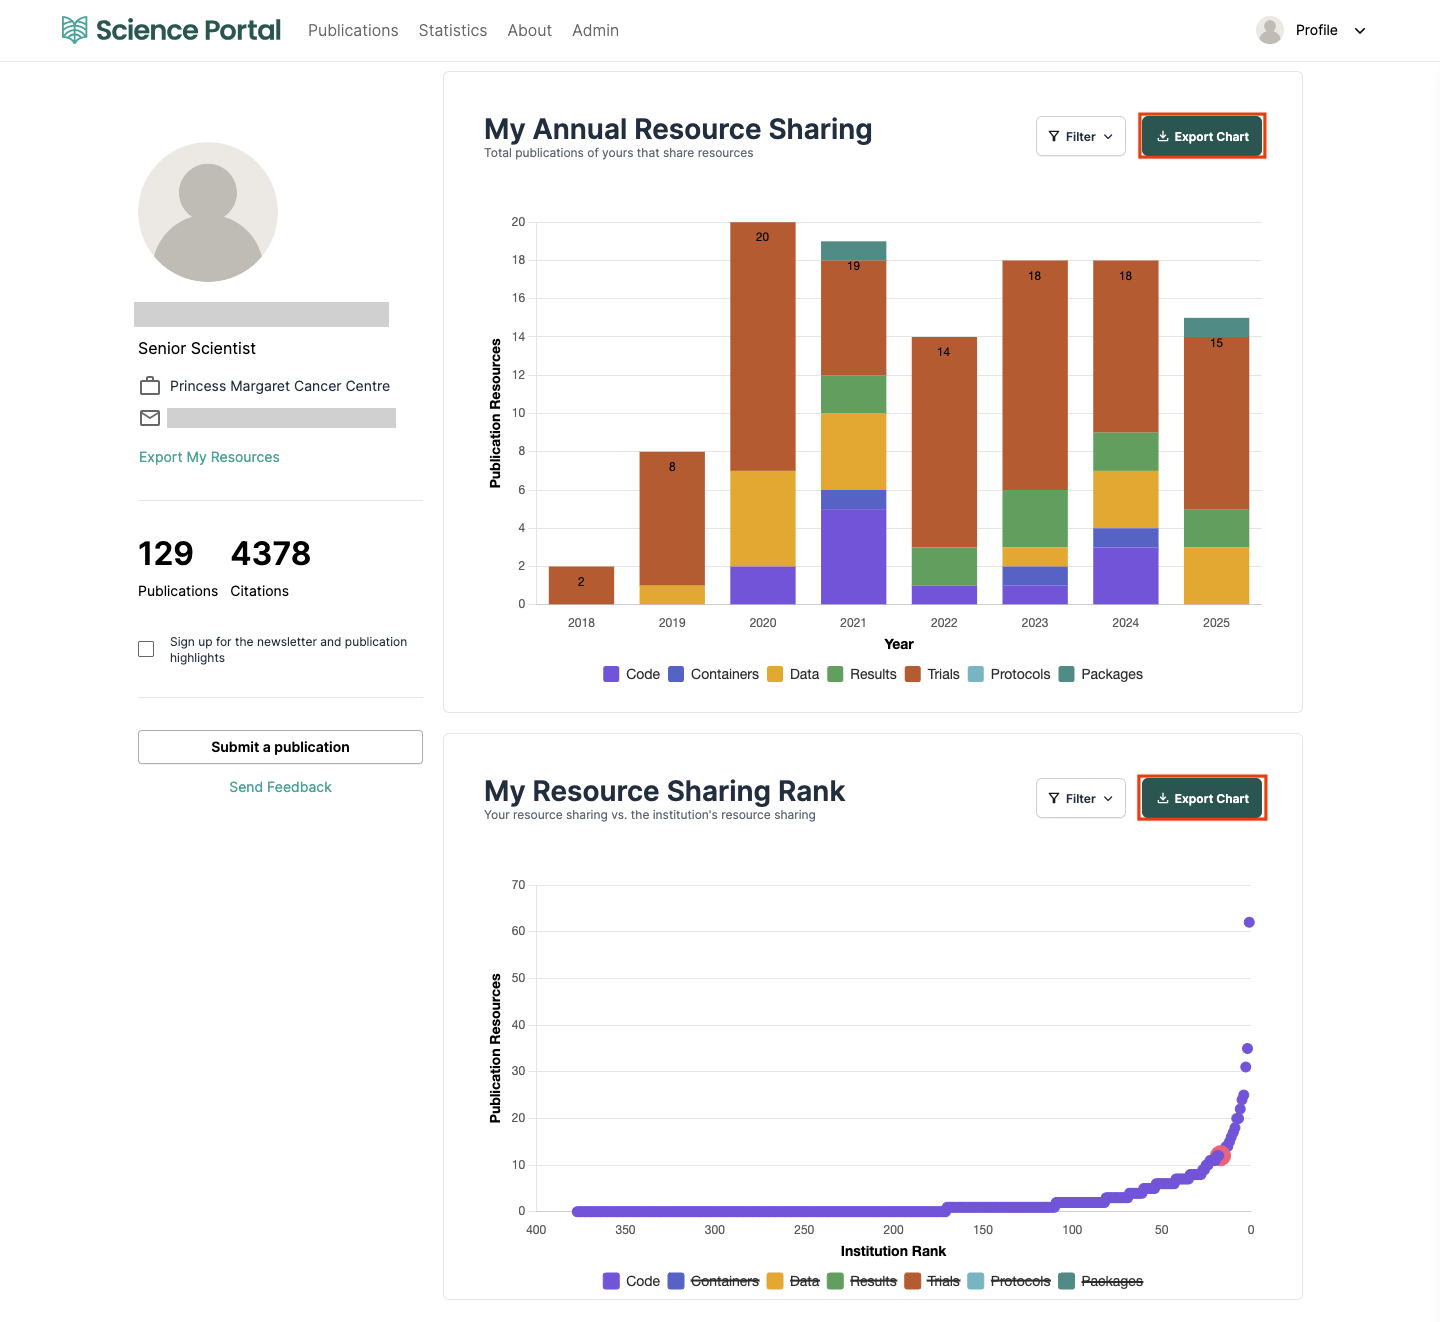 Science Portal Publications Statistics About Admin Profile
Senior Scientist
Princess Margaret Cancer Centre
Export My Resources
129 4378
Publications Citations
Sign up for the newsletter and publication
highlights
Submit a publication
Send Feedback
My Annual Resource Sharing
Total publications of yours that share resources
Filter
Export Chart
Publication Resources
20
18
16
14
12
10
8
6
4
2
0
2
8
20
19
14
18
18
15
2018 2019 2020 2021 2022 2023 2024 2025
Year
Code Containers Data Results Trials Protocols Packages
My Resource Sharing Rank
Your resource sharing vs. the institution's resource sharing
Filter
Export Chart
Publication Resources
70
60
50
40
30
20
10
0
400 350 300 250 200 150 100 50 0
Institution Rank
Code Containers Data Results Trials Protocols Packages